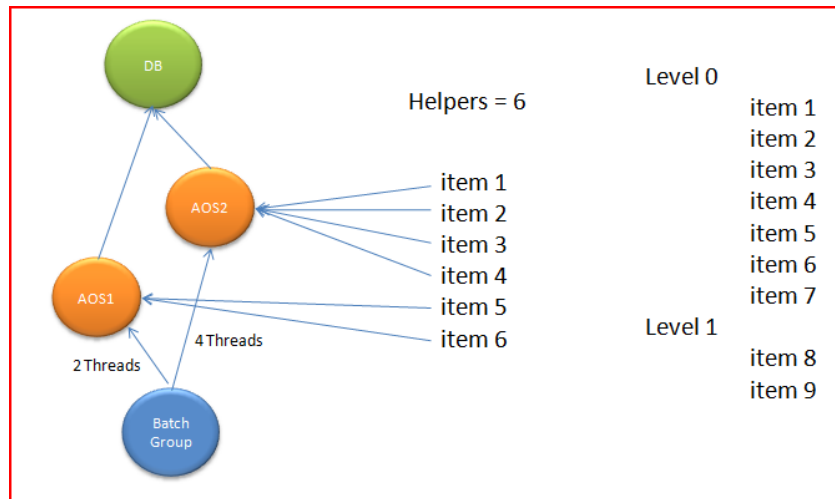 DB
AOS2
AOS1
2 Threads
4 Threads
Batch
Group
Helpers = 6
item 1
item 2
item 3
item 4
item 5
item 6
Level 0
item 1
item 2
item 3
item 4
item 5
item 6
item 7
Level 1
item 8
item 9